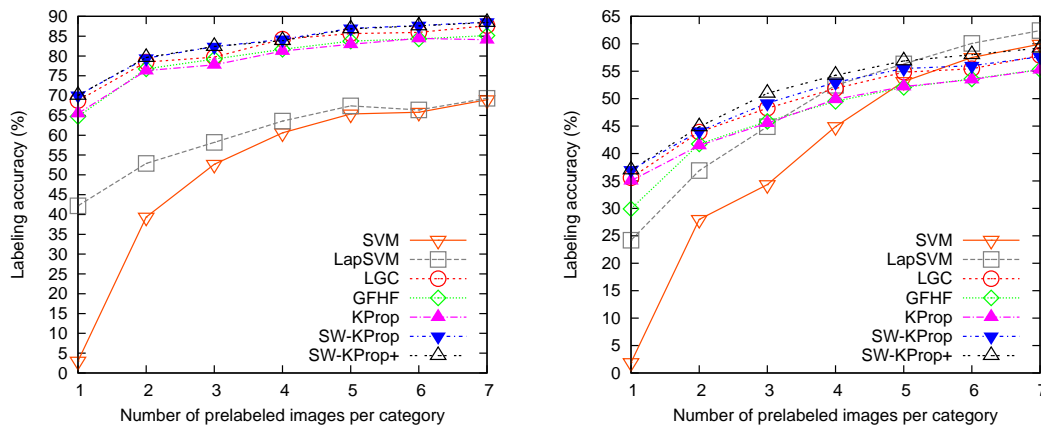 90
85
80
75
70
65
60
55
50
45
40
35
30
25
20
15
10
5
0
Labeling accuracy (%)
SVM
LapSVM
LGC
GFHF
KProp
SW-KProp
SW-KProp+
1 2 3 4 5 6 7
Number of prelabeled images per category
65
60
55
50
45
40
35
30
25
20
15
10
5
0
Labeling accuracy (%)
SVM
LapSVM
LGC
GFHF
KProp
SW-KProp
SW-KProp+
1 2 3 4 5 6 7
Number of prelabeled images per category